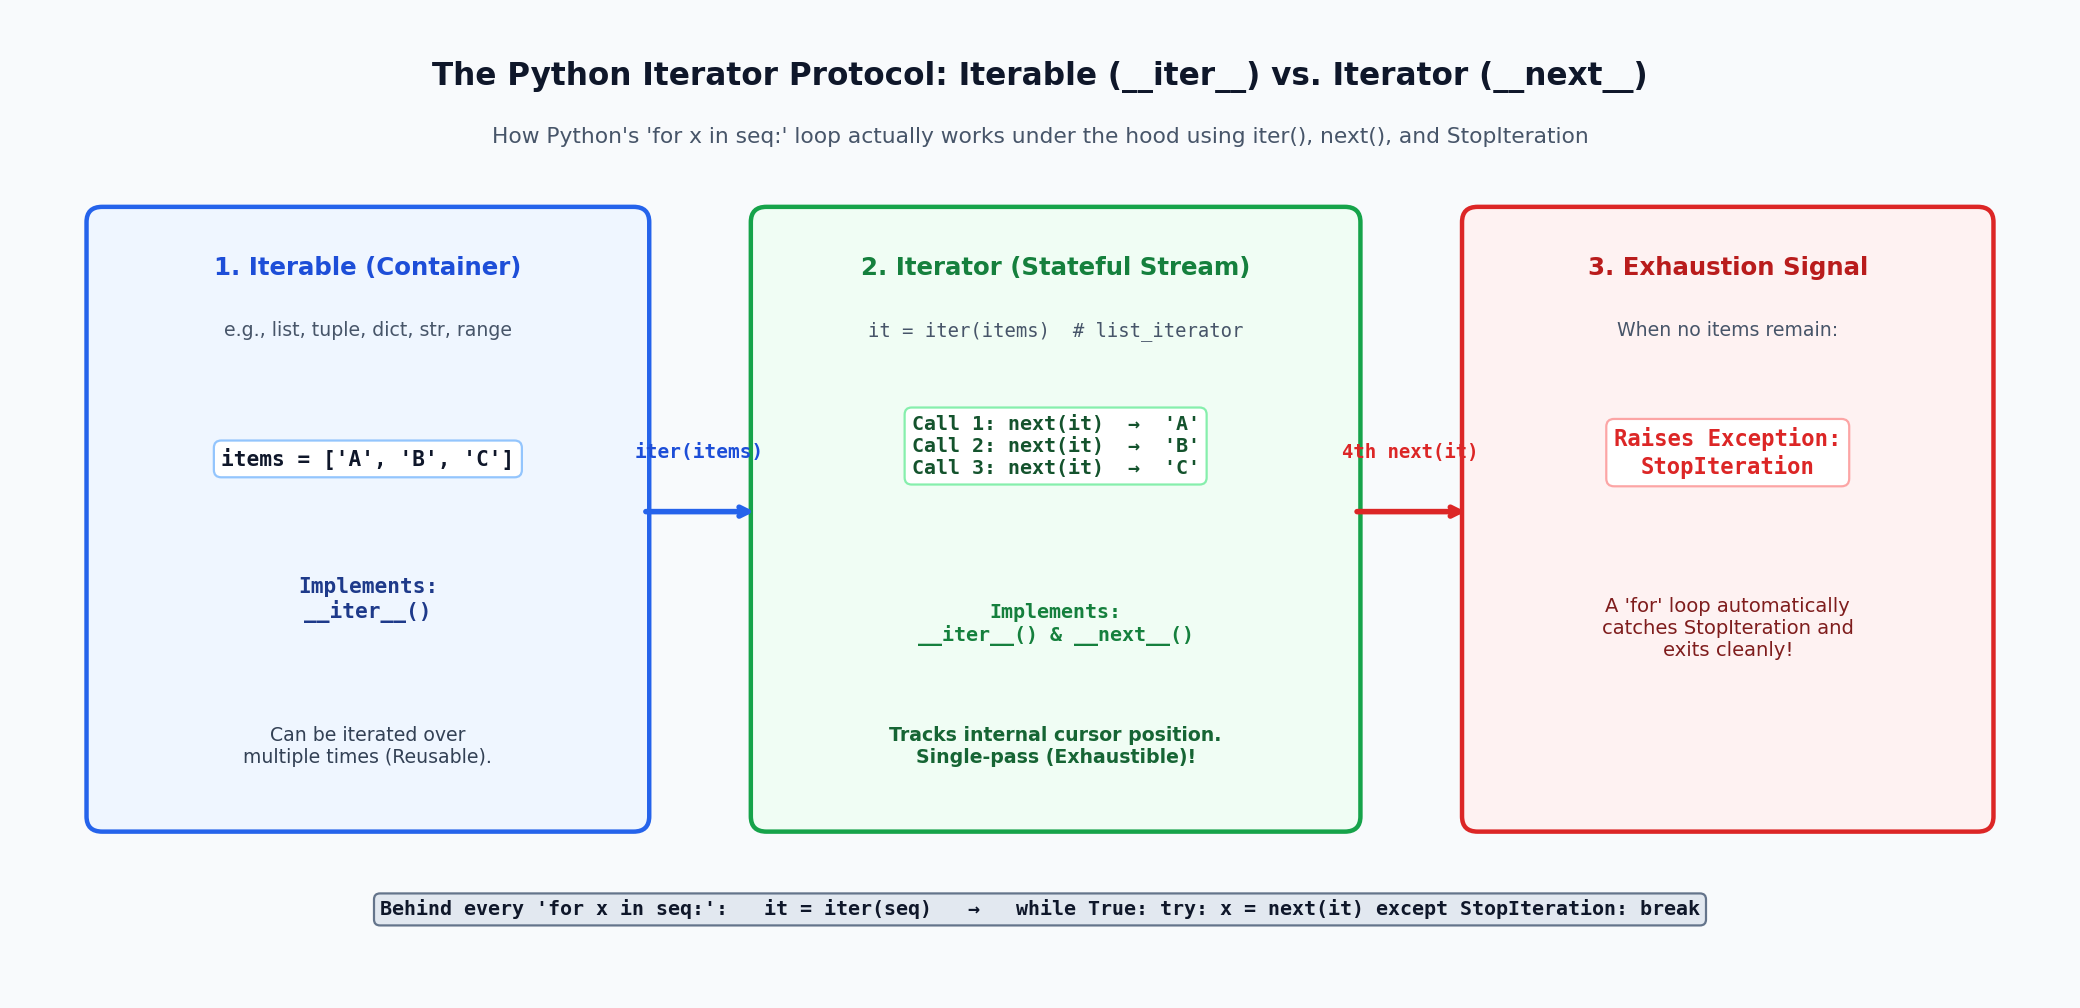 The Python Iterator Protocol: Iterable (__iter__) vs. Iterator (__next__)
How Python's 'for x in seq:' loop actually works under the hood using iter(), next(), and StopIteration
1. Iterable (Container)
e.g., list, tuple, dict, str, range
items = ['A', 'B', 'C']
Implements:
__iter__()
Can be iterated over
multiple times (Reusable).
iter(items)
2. Iterator (Stateful Stream)
it = iter(items)  # list_iterator
Call 1: next(it)  →  'A'
Call 2: next(it)  →  'B'
Call 3: next(it)  →  'C'
Implements:
__iter__() & __next__()
Tracks internal cursor position.
Single-pass (Exhaustible)!
4th next(it)
3. Exhaustion Signal
When no items remain:
Raises Exception:
StopIteration
A 'for' loop automatically
catches StopIteration and
exits cleanly!
Behind every 'for x in seq:':   it = iter(seq)   →   while True: try: x = next(it) except StopIteration: break